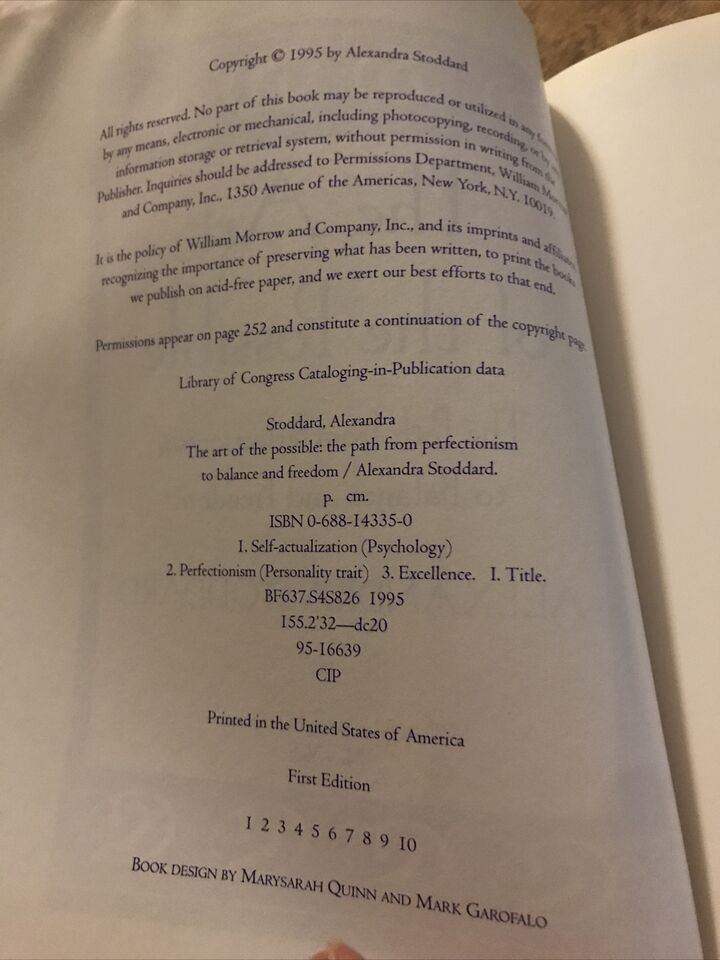 Copyright © 1995 by Alexandra Stoddard
All rights reserved. No part of this book may be reproduced or utilized in any form
by any means, electronic or mechanical, including photocopying, recording, or by
information storage or retrieval system, without permission in writing from the
Publisher. Inquiries should be addressed to Permissions Department, William Morrow
and Company, Inc., 1350 Avenue of the Americas, New York, N.Y. 10019.
It is the policy of William Morrow and Company, Inc., and its imprints and affiliates,
recognizing the importance of preserving what has been written, to print the books
we publish on acid-free paper, and we exert our best efforts to that end.
Permissions appear on page 252 and constitute a continuation of the copyright page.
Library of Congress Cataloging-in-Publication data
Stoddard, Alexandra
The art of the possible: the path from perfectionism
to balance and freedom / Alexandra Stoddard.
p. cm.
ISBN 0-688-14335-0
1. Self-actualization (Psychology)
2. Perfectionism (Personality trait) 3. Excellence. I. Title.
BF637.S4S826 1995
155.2'32—dc20
95-16639
CIP
Printed in the United States of America
First Edition
1 2 3 4 5 6 7 8 9 10
BOOK DESIGN BY MARYSARAH QUINN AND MARK GAROFALO